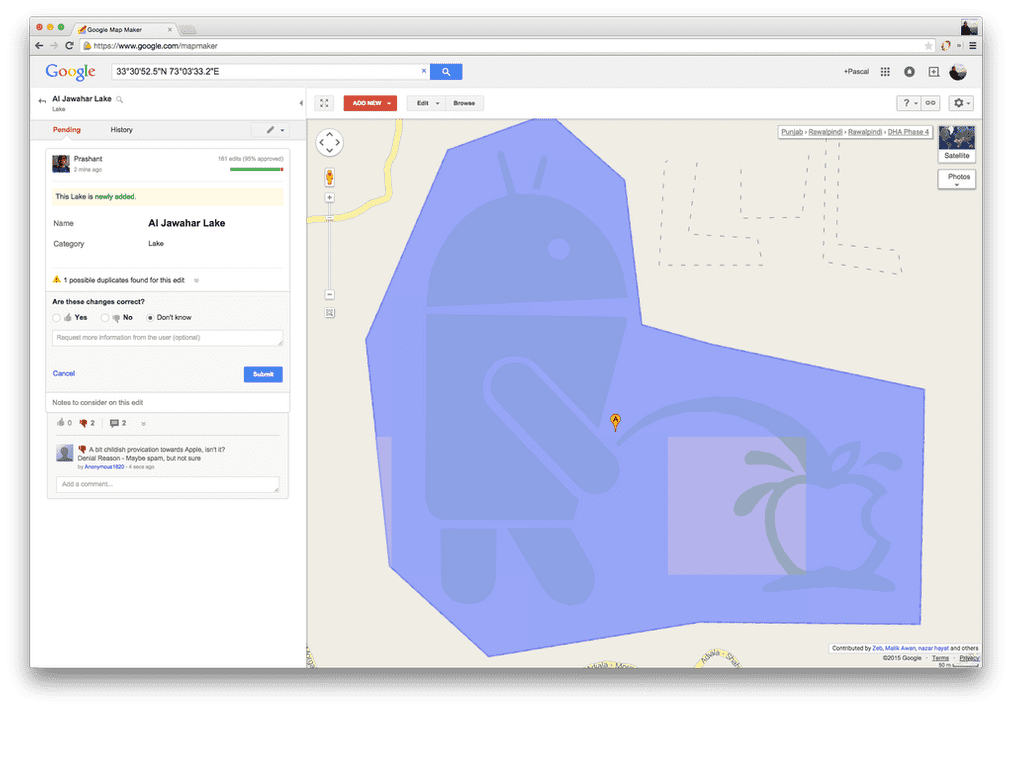 Google Map Maker
https://www.google.com/mapmaker
Google
33°30'52.5"N 73°03'33.2"E
+Pascal
Al Jawahar Lake
Lake
ADD NEW
Edit
Browse
?
Pending
History
Punjab › Rawalpindi › Rawalpindi › DHA Phase 4
Satellite
Photos
Prashant
161 edits (95% approved)
2 mins ago
This Lake is newly added.
Name
Al Jawahar Lake
Category
Lake
1 possible duplicates found for this edit
Are these changes correct?
Yes
No
Don't know
Request more information from the user (optional)
Cancel
Submit
Notes to consider on this edit
0
2
2
A bit childish provication towards Apple, isn't it?
Denial Reason - Maybe spam, but not sure
by Anonymous1620 - 4 secs ago
Add a comment...
A
Contributed by Zeb, Malik Awan, nazar hayat and others
©2015 Google - Terms - Privacy
50 m
Adiala